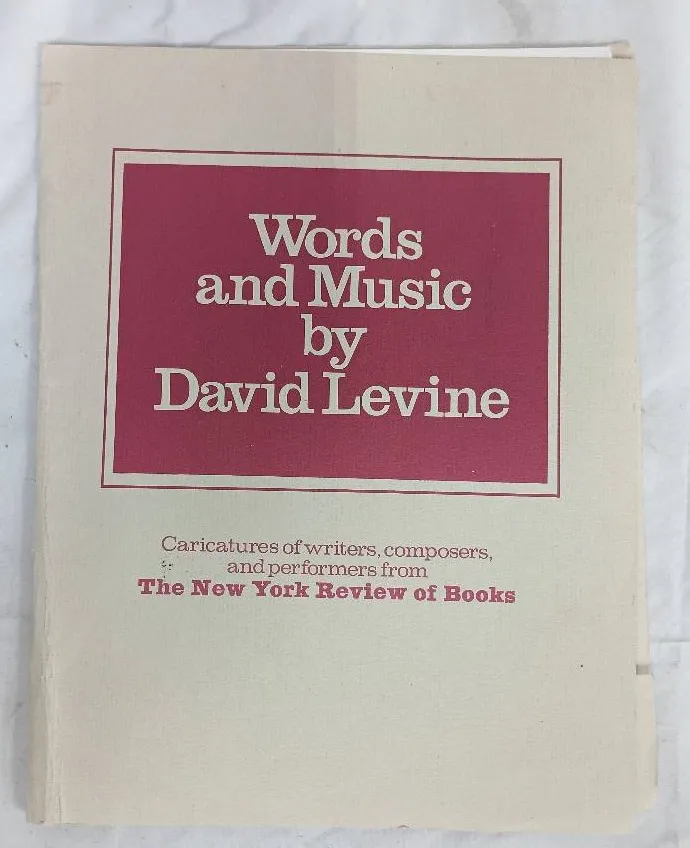 Words
and Music
by
David Levine
Caricatures of writers, composers,
and performers from
The New York Review of Books